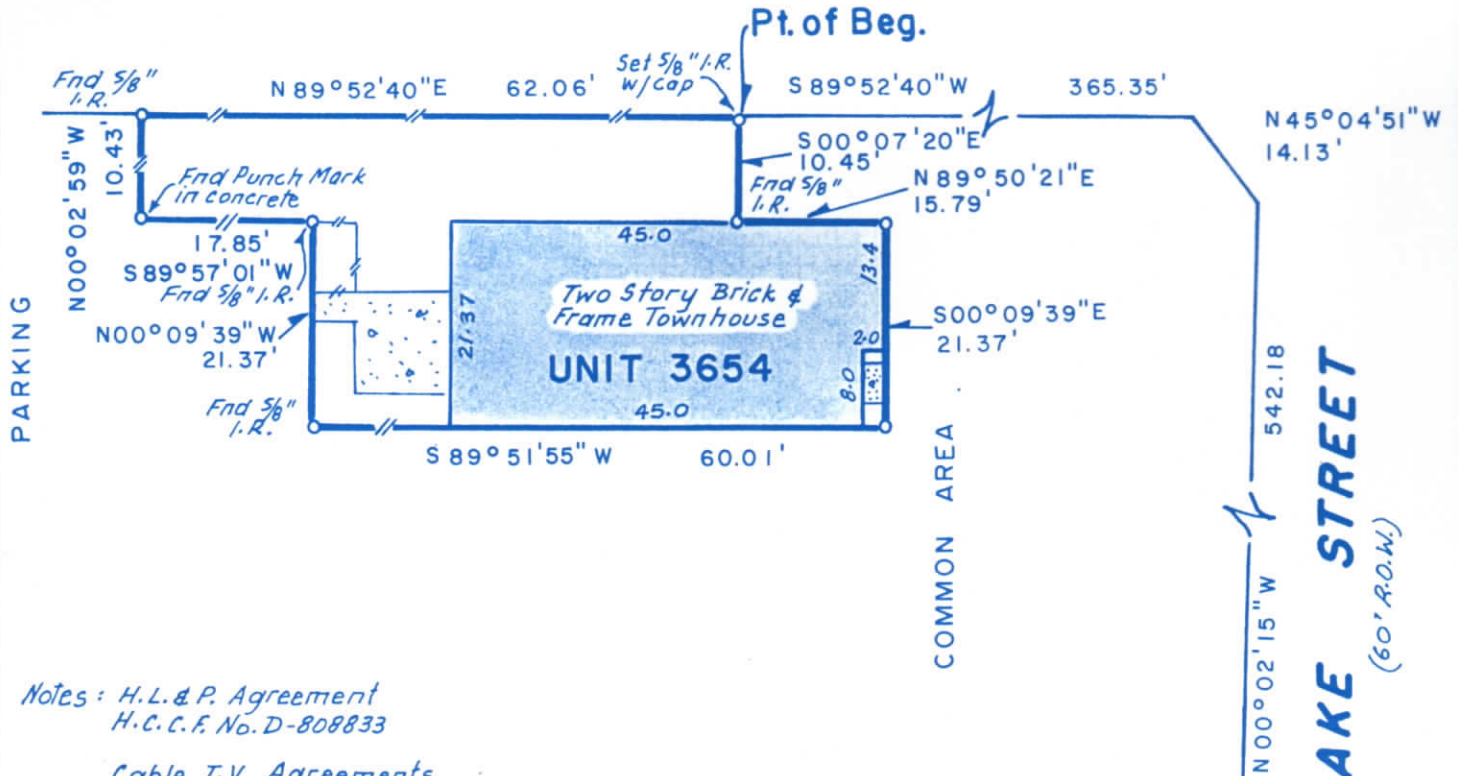 Pt. of Beg.
Fnd 5/8"
I.R.
N 89°52'40"E 62.06'
Set 5/8" I.R.
w/Cap
S 89°52'40"W 365.35'
N45°04'51"W
14.13'
N00°02'59"W
10.43'
Fnd Punch Mark
in concrete
S00°07'20"E
10.45'
Fnd 5/8"
I.R.
N 89°50'21"E
15.79'
17.85'
S89°57'01"W
Fnd 5/8" I.R.
45.0
13.4
Two Story Brick &
Frame Townhouse
UNIT 3654
21.37
2.0
8.0
45.0
N00°09'39"W
21.37'
S00°09'39"E
21.37'
Fnd 5/8"
I.R.
S 89°51'55"W 60.01'
PARKING
COMMON AREA
542.18
N00°02'15"W
AKE STREET
(60' R.O.W.)
Notes: H.L.&P. Agreement
H.C.C.F. No. D-808833
Cable T.V. Agreements